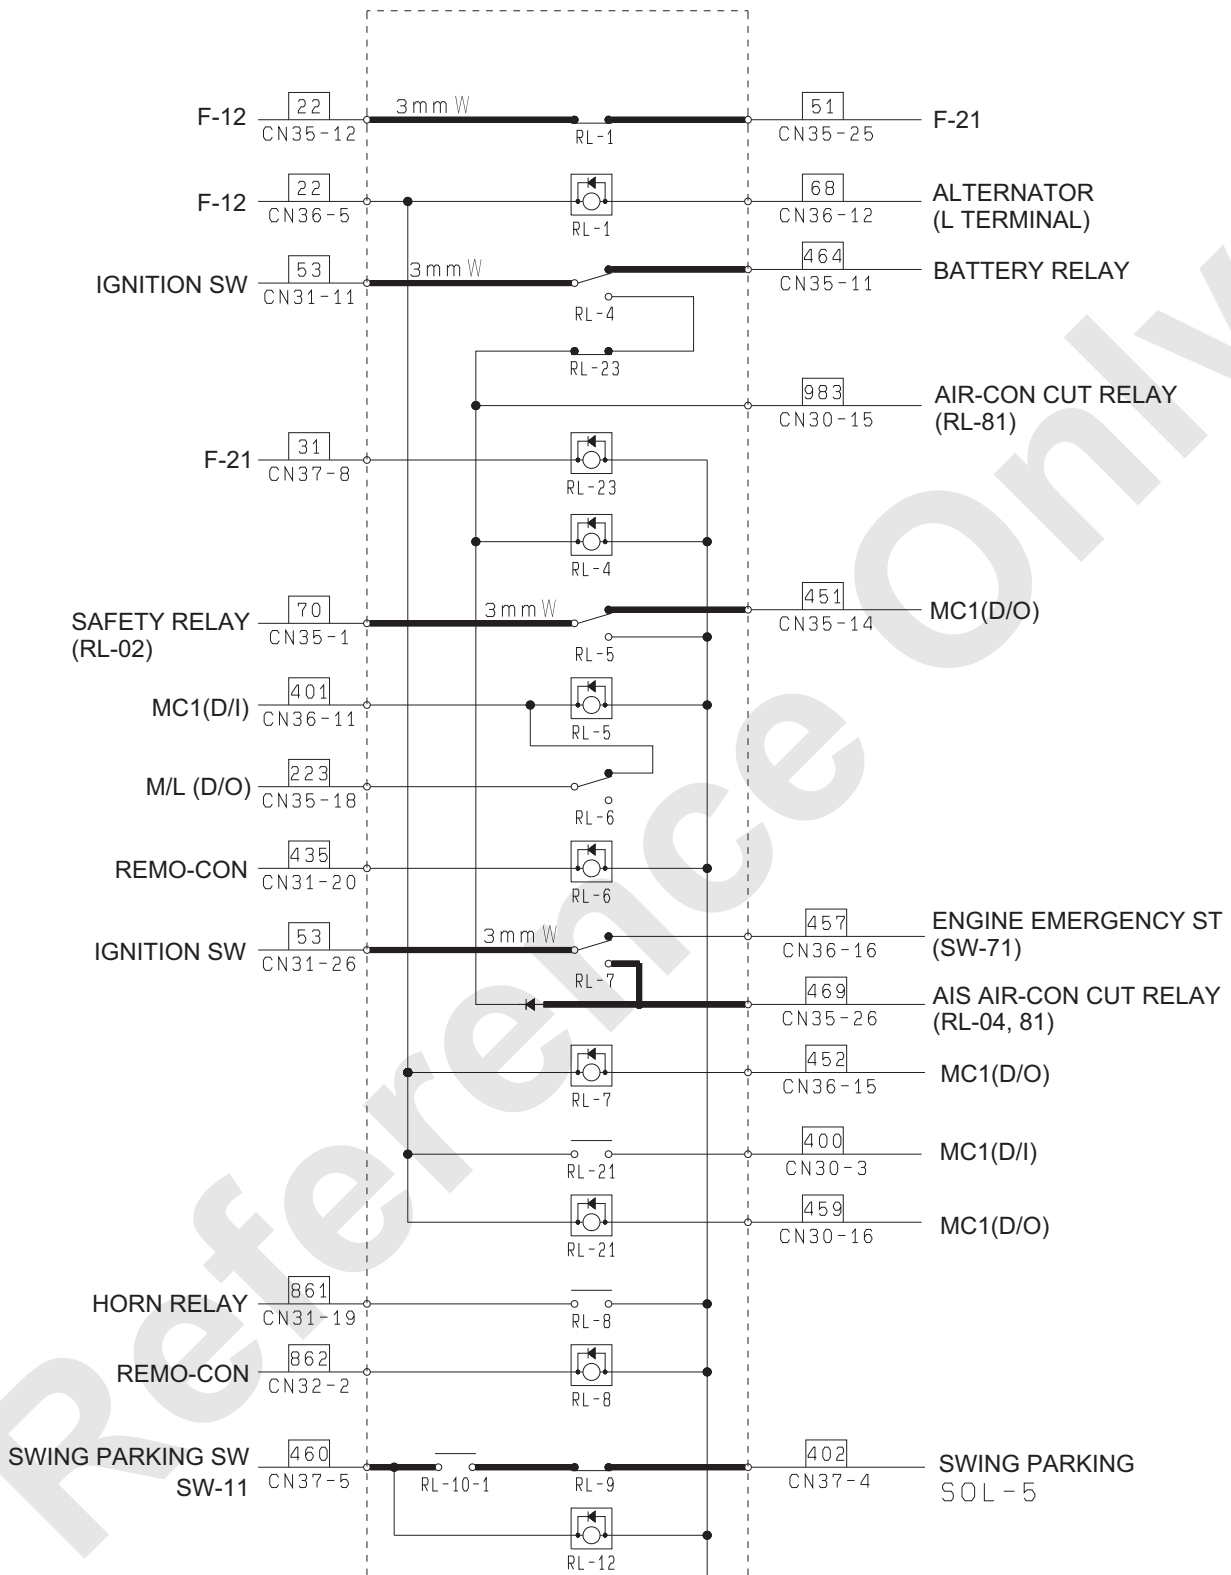 F-12 22 CN35-12 3mmW RL-1 51 CN35-25 F-21
F-12 22 CN36-5 RL-1 68 CN36-12 ALTERNATOR
(L TERMINAL)
IGNITION SW 53 CN31-11 3mmW RL-4 464 CN35-11 BATTERY RELAY
RL-23
983 CN30-15 AIR-CON CUT RELAY
(RL-81)
F-21 31 CN37-8 RL-23
RL-4
SAFETY RELAY
(RL-02) 70 CN35-1 3mmW RL-5 451 CN35-14 MC1(D/O)
MC1(D/I) 401 CN36-11 RL-5
M/L (D/O) 223 CN35-18 RL-6
REMO-CON 435 CN31-20 RL-6
IGNITION SW 53 CN31-26 3mmW RL-7 457 CN36-16 ENGINE EMERGENCY ST
(SW-71)
469 CN35-26 AIS AIR-CON CUT RELAY
(RL-04, 81)
RL-7 452 CN36-15 MC1(D/O)
RL-21 400 CN30-3 MC1(D/I)
RL-21 459 CN30-16 MC1(D/O)
HORN RELAY 861 CN31-19 RL-8
REMO-CON 862 CN32-2 RL-8
SWING PARKING SW
SW-11 460 CN37-5 RL-10-1 RL-9 402 CN37-4 SWING PARKING
SOL-5
RL-12
Reference Only